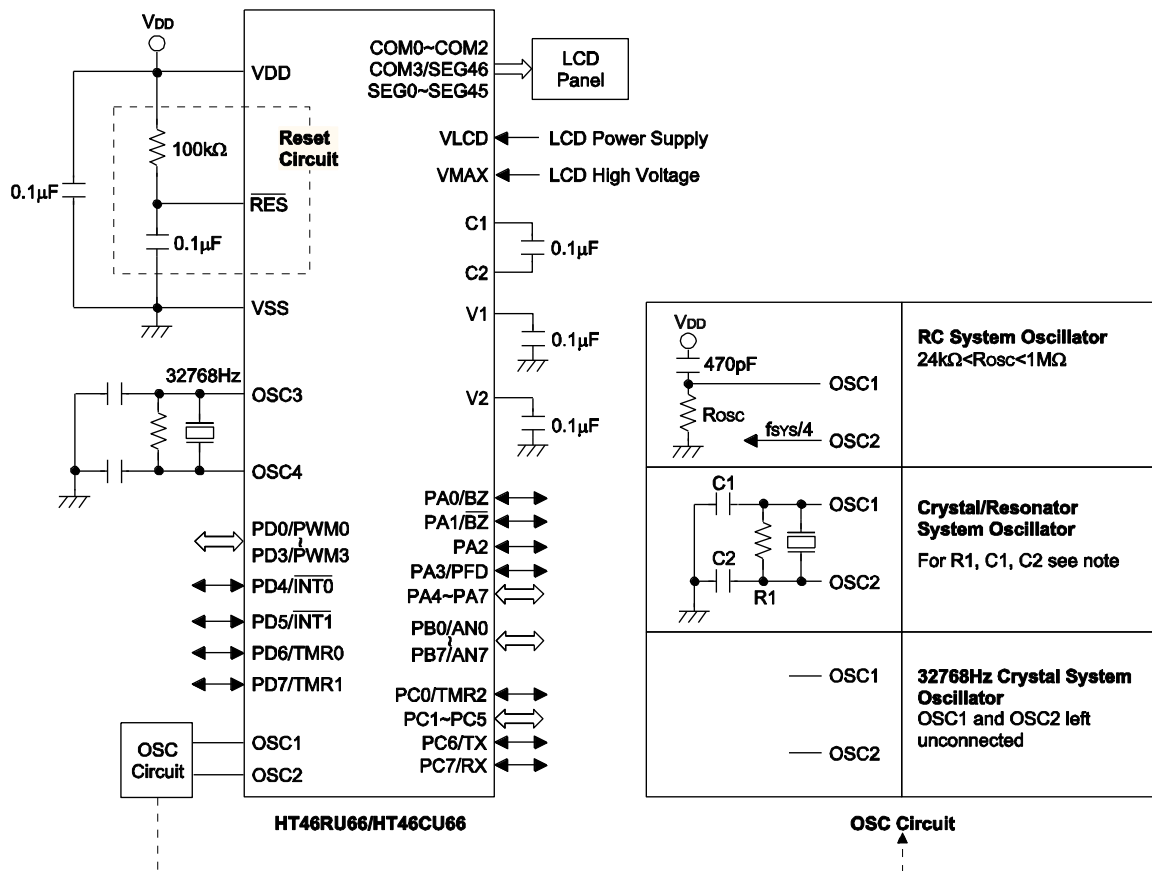 VDD
VDD
0.1μF
100kΩ
Reset
Circuit
RES
0.1μF
VSS
32768Hz
OSC3
OSC4
PD0/PWM0
~
PD3/PWM3
PD4/INT0
PD5/INT1
PD6/TMR0
PD7/TMR1
OSC
Circuit
OSC1
OSC2
COM0~COM2
COM3/SEG46
SEG0~SEG45
LCD
Panel
VLCD
LCD Power Supply
VMAX
LCD High Voltage
C1
C2
0.1μF
V1
0.1μF
V2
0.1μF
PA0/BZ
PA1/BZ
PA2
PA3/PFD
PA4~PA7
PB0/AN0
~
PB7/AN7
PC0/TMR2
PC1~PC5
PC6/TX
PC7/RX
HT46RU66/HT46CU66
VDD
470pF
OSC1
ROSC
fSYS/4
OSC2
RC System Oscillator
24kΩ<Rosc<1MΩ
C1
OSC1
C2
R1
OSC2
Crystal/Resonator
System Oscillator
For R1, C1, C2 see note
OSC1
OSC2
32768Hz Crystal System
Oscillator
OSC1 and OSC2 left
unconnected
OSC Circuit